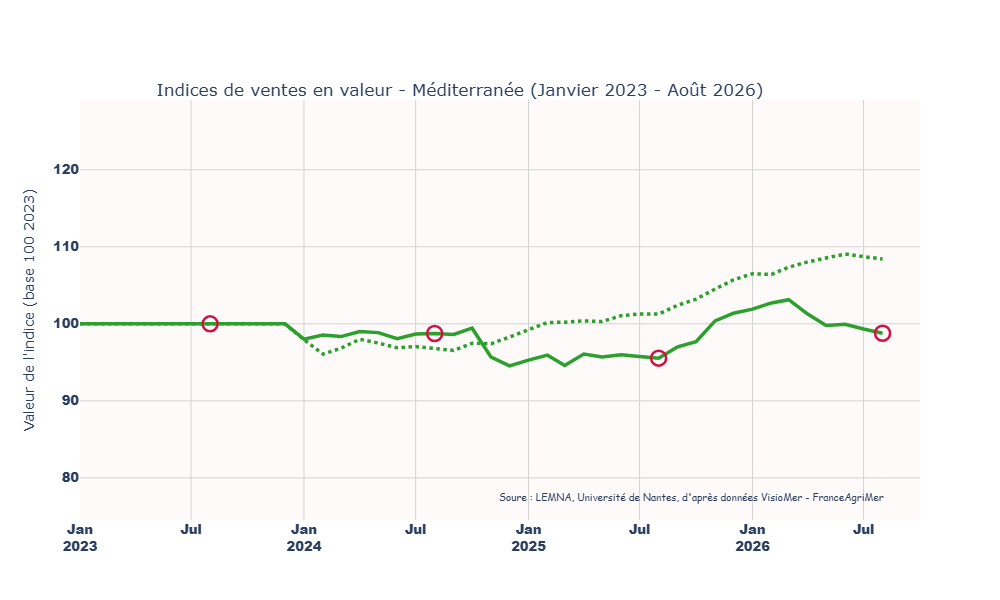 Indices de ventes en valeur - Méditerranée (Janvier 2023 - Août 2026)
Valeur de l'indice (base 100 2023)
120
110
100
90
80
Soure : LEMNA, Université de Nantes, d'après données VisioMer - FranceAgriMer
Jan Jul Jan Jul Jan Jul Jan Jul
2023 2024 2025 2026